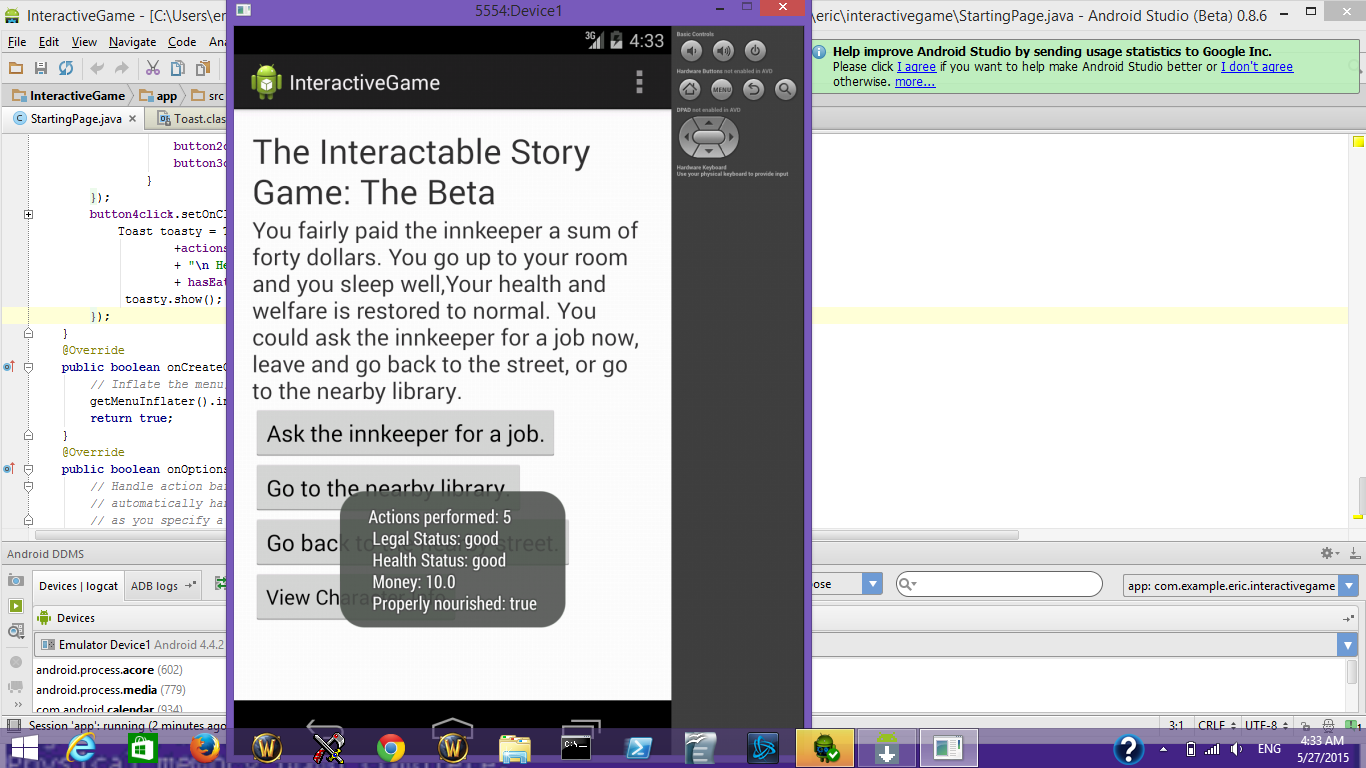 InteractiveGame - [C:\Users\er
5554:Device1
\eric\interactivegame\StartingPage.java - Android Studio (Beta) 0.8.6
File Edit View Navigate Code An
InteractiveGame app src
StartingPage.java Toast.clas
button2c
button3c
}
});
button4click.setOnCl
Toast toasty =
+actions
+ "\n He
+ hasEat
toasty.show();
});
}
@Override
public boolean onCreateO
// Inflate the menu
getMenuInflater().in
return true;
}
@Override
public boolean onOptions
// Handle action bar
// automatically han
// as you specify a
3G 4:33
InteractiveGame
The Interactable Story
Game: The Beta
You fairly paid the innkeeper a sum of
forty dollars. You go up to your room
and you sleep well,Your health and
welfare is restored to normal. You
could ask the innkeeper for a job now,
leave and go back to the street, or go
to the nearby library.
Ask the innkeeper for a job.
Go to the nearby library.
Go back to the nearby street.
View Character info
Actions performed: 5
Legal Status: good
Health Status: good
Money: 10.0
Properly nourished: true
Basic Controls
Hardware Buttons not enabled in AVD
MENU
DPAD not enabled in AVD
Hardware Keyboard
Use your physical keyboard to provide input
Help improve Android Studio by sending usage statistics to Google Inc.
Please click I agree if you want to help make Android Studio better or I don't agree
otherwise. more...
Android DDMS
Devices | logcat ADB logs
ose
app: com.example.eric.interactivegame
Devices
Emulator Device1 Android 4.4.2
android.process.acore (602)
android.process.media (779)
com.android.calendar (934)
Session 'app': running (2 minutes ago
3:1 CRLF UTF-8
ENG
4:33 AM
5/27/2015